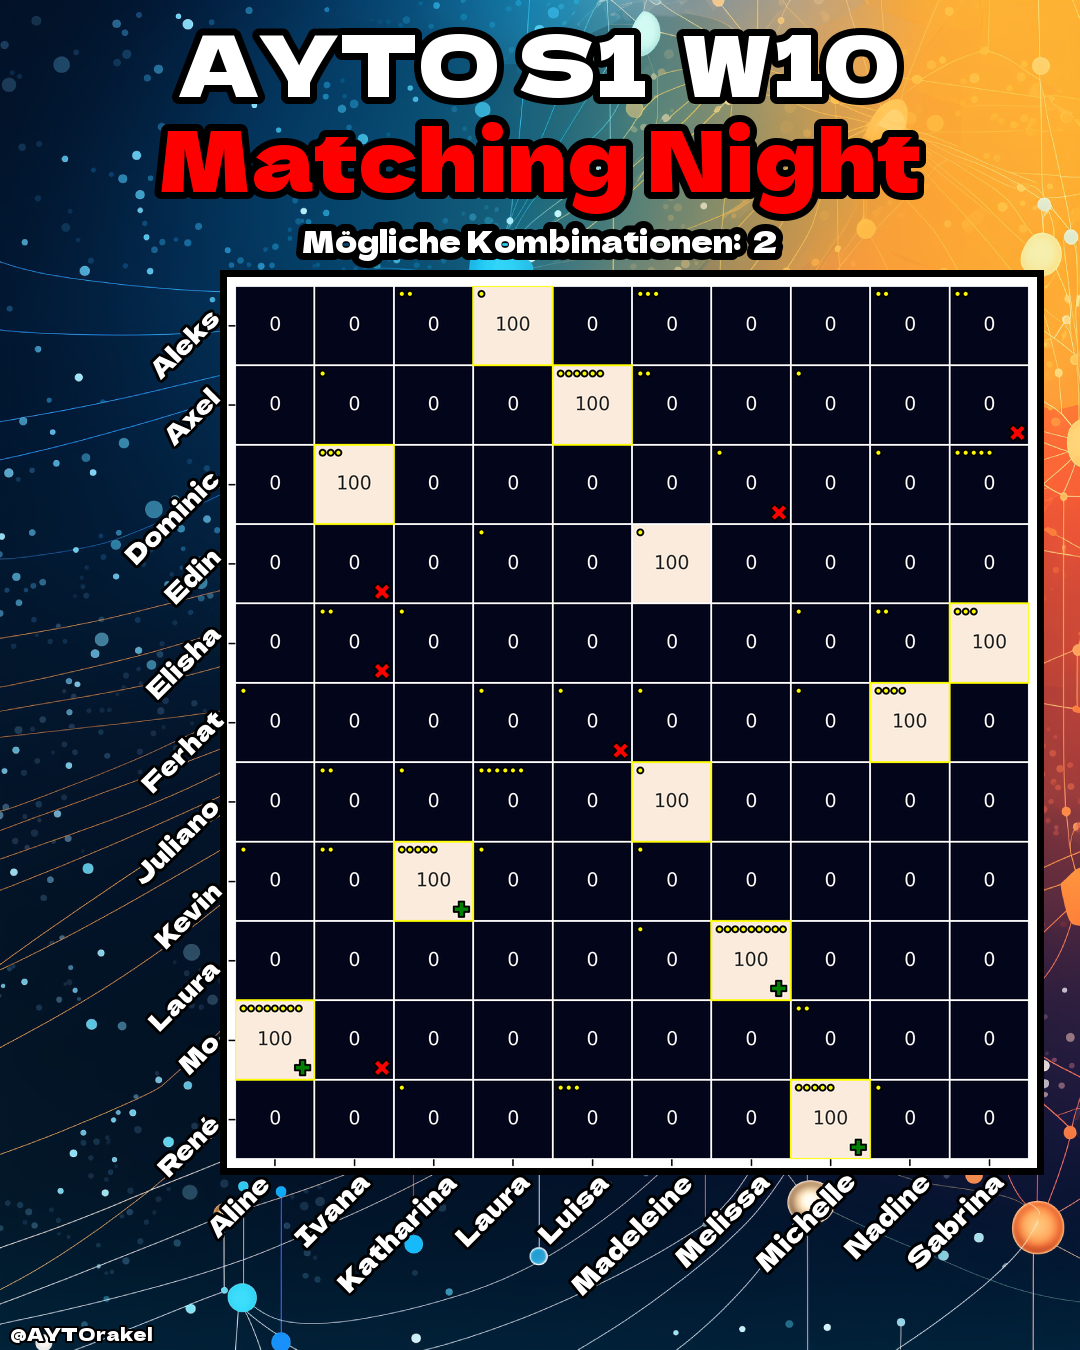 AYTO S1 W10
Matching Night
Mögliche Kombinationen: 2
Aleks 0 0 0 100 0 0 0 0 0 0
Axel 0 0 0 0 100 0 0 0 0 0
Dominic 0 100 0 0 0 0 0 0 0 0
Edin 0 0 0 0 0 100 0 0 0 0
Elisha 0 0 0 0 0 0 0 0 0 100
Ferhat 0 0 0 0 0 0 0 0 100 0
Juliano 0 0 0 0 0 100 0 0 0 0
Kevin 0 0 100 0 0 0 0 0 0 0
Laura 0 0 0 0 0 0 100 0 0 0
Mo 100 0 0 0 0 0 0 0 0 0
René 0 0 0 0 0 0 0 100 0 0
Aline Ivana Katharina Laura Luisa Madeleine Melissa Michelle Nadine Sabrina
@AYTOrakel